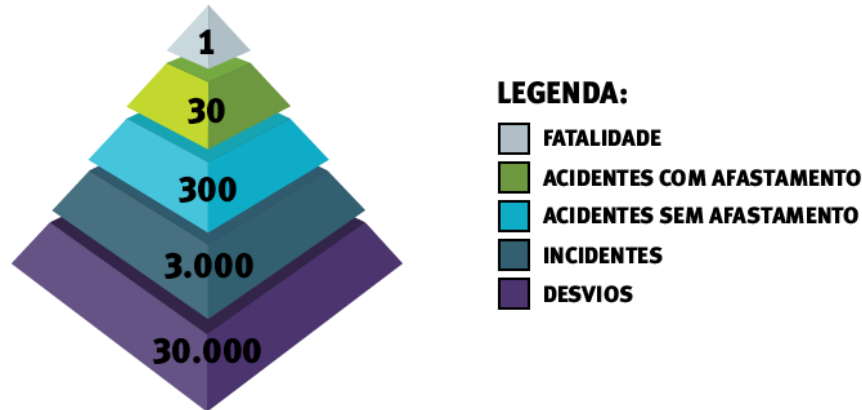 1
30
300
3.000
30.000
LEGENDA:
FATALIDADE
ACIDENTES COM AFASTAMENTO
ACIDENTES SEM AFASTAMENTO
INCIDENTES
DESVIOS